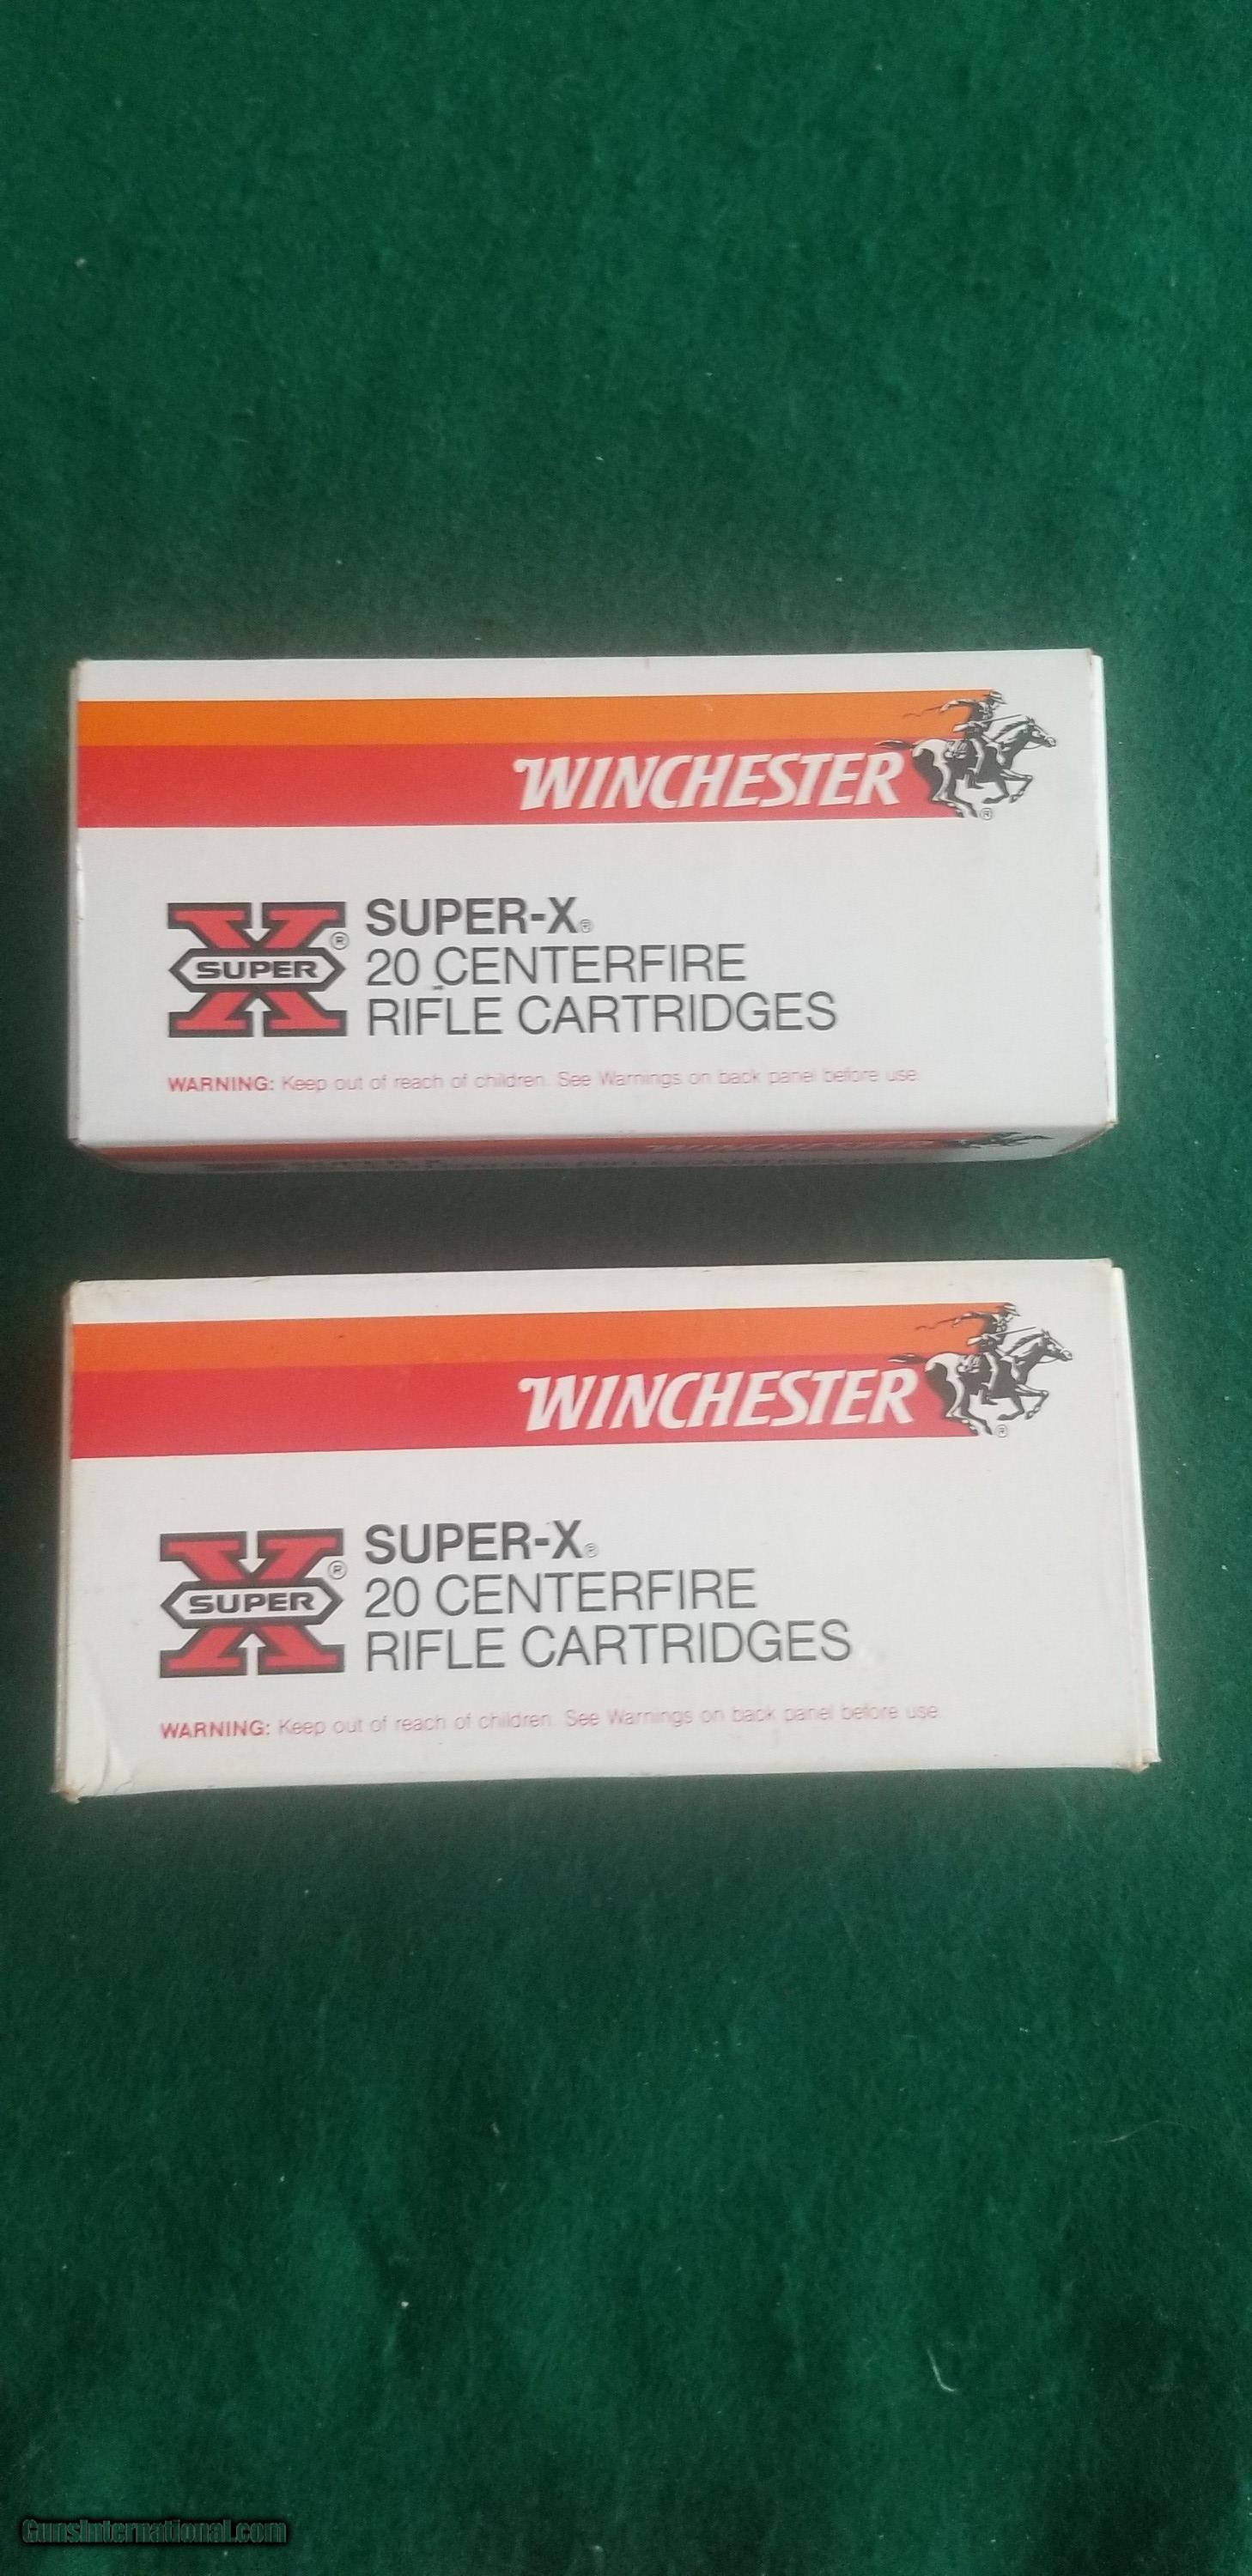 WINCHESTER
®
X
SUPER
®
SUPER-X®
20 CENTERFIRE
RIFLE CARTRIDGES
WARNING: Keep out of reach of children. See Warnings on back panel before use.
WINCHESTER
®
X
SUPER
®
SUPER-X®
20 CENTERFIRE
RIFLE CARTRIDGES
WARNING: Keep out of reach of children. See Warnings on back panel before use.
GunsInternational.com